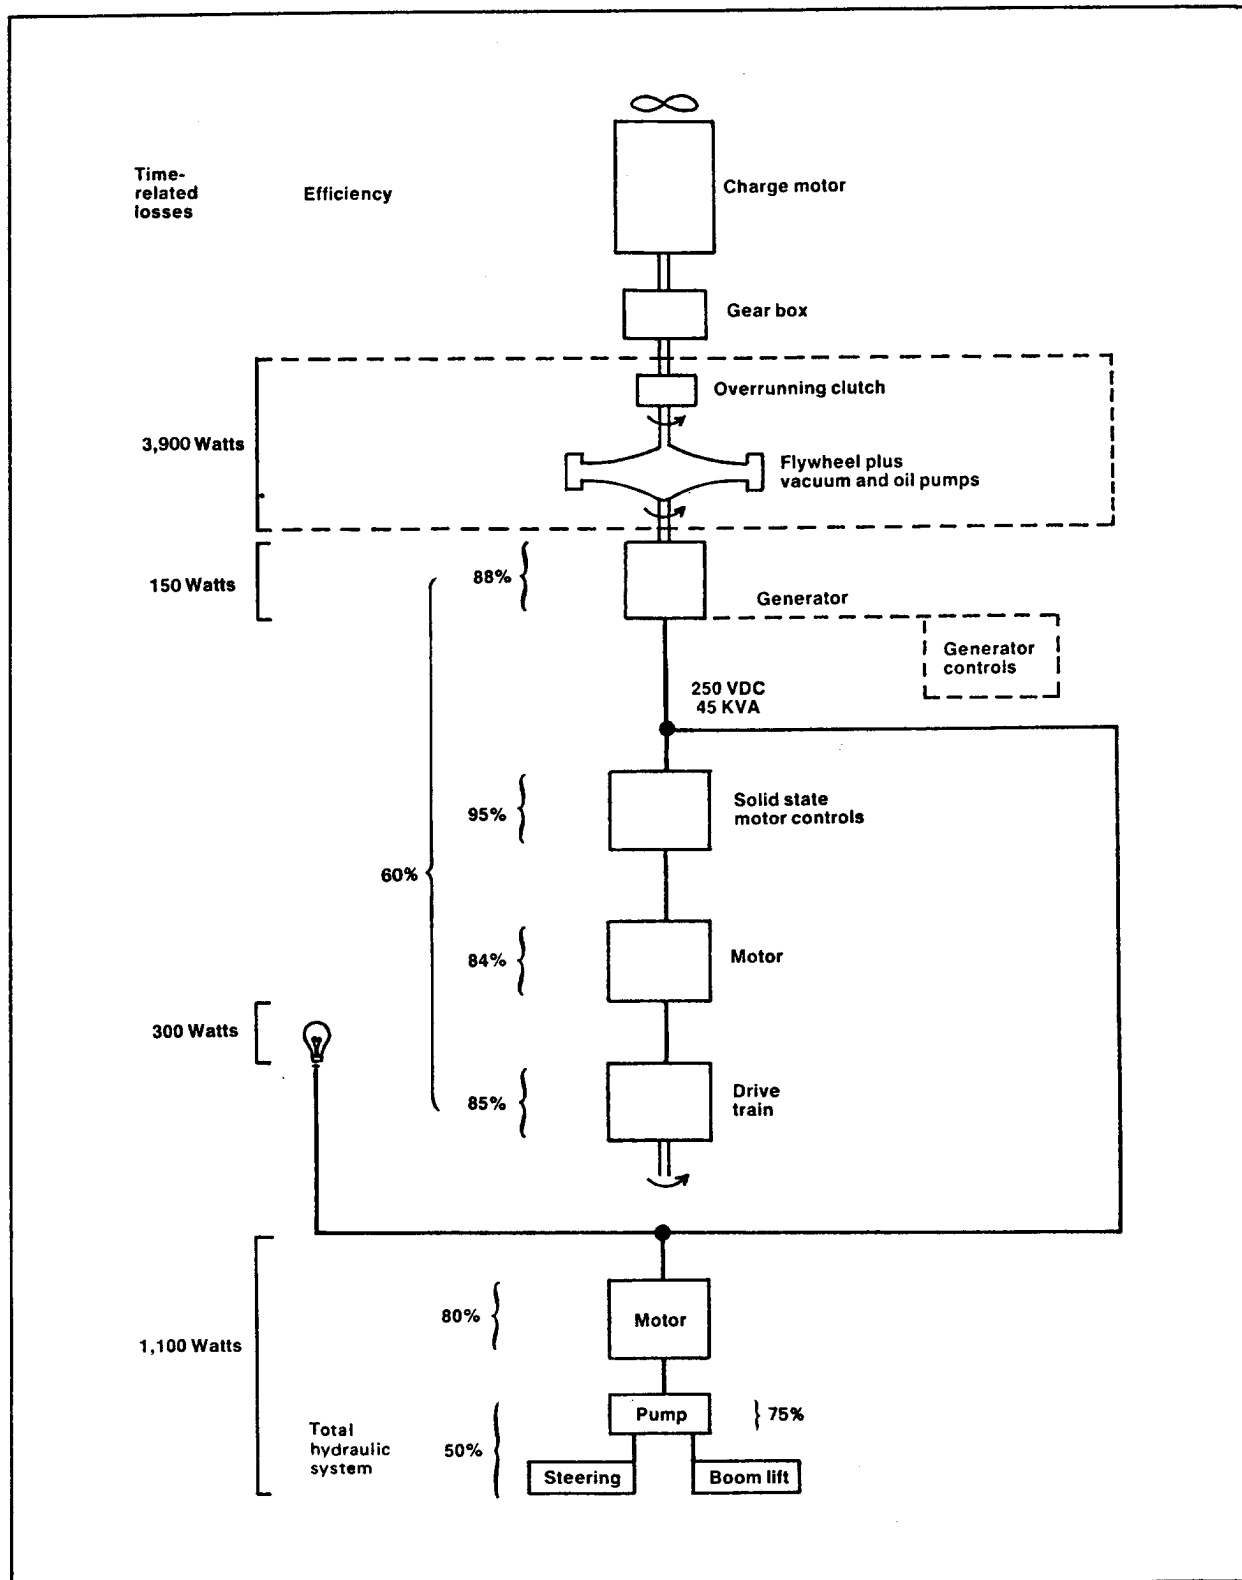 Time-
related
losses
Efficiency
Charge motor
Gear box
Overrunning clutch
3,900 Watts
Flywheel plus
vacuum and oil pumps
88%
150 Watts
Generator
Generator
controls
250 VDC
45 KVA
95%
Solid state
motor controls
60%
84%
Motor
300 Watts
85%
Drive
train
80%
Motor
1,100 Watts
Pump
75%
Total
hydraulic
system
50%
Steering
Boom lift